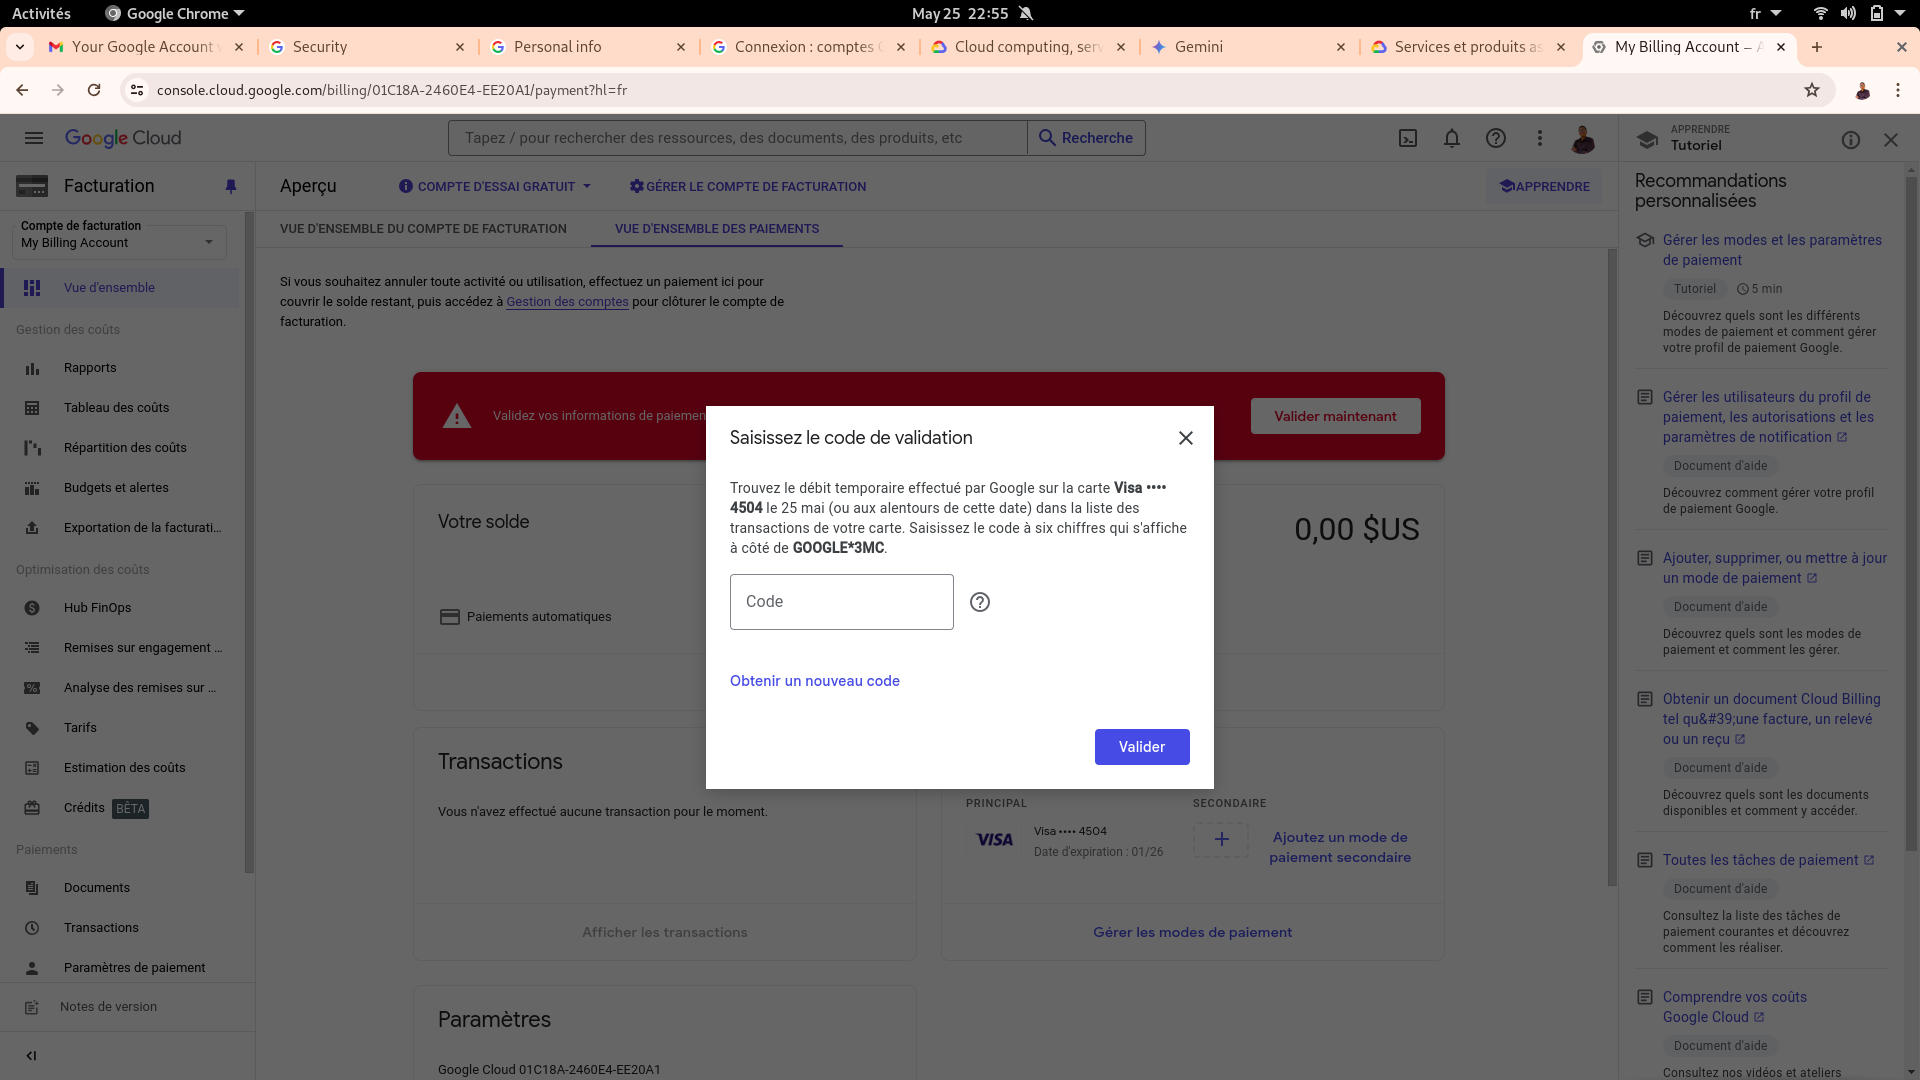 Activités
Google Chrome
May 25 22:55
fr
Your Google Account
Security
Personal info
Connexion : comptes
Cloud computing, serv
Gemini
Services et produits as
My Billing Account –
console.cloud.google.com/billing/01C18A-2460E4-EE20A1/payment?hl=fr
Google Cloud
Tapez / pour rechercher des ressources, des documents, des produits, etc
Recherche
APPRENDRE
Tutoriel
Facturation
Compte de facturation
My Billing Account
Vue d'ensemble
Gestion des coûts
Rapports
Tableau des coûts
Répartition des coûts
Budgets et alertes
Exportation de la facturati...
Optimisation des coûts
Hub FinOps
Remises sur engagement ...
Analyse des remises sur ...
Tarifs
Estimation des coûts
Crédits BÊTA
Paiements
Documents
Transactions
Paramètres de paiement
Notes de version
Aperçu
COMPTE D'ESSAI GRATUIT
GÉRER LE COMPTE DE FACTURATION
APPRENDRE
VUE D'ENSEMBLE DU COMPTE DE FACTURATION
VUE D'ENSEMBLE DES PAIEMENTS
Si vous souhaitez annuler toute activité ou utilisation, effectuez un paiement ici pour
couvrir le solde restant, puis accédez à Gestion des comptes pour clôturer le compte de
facturation.
Validez vos informations de paiemen
Valider maintenant
Votre solde
0,00 $US
Paiements automatiques
Saisissez le code de validation
Trouvez le débit temporaire effectué par Google sur la carte Visa ••••
4504 le 25 mai (ou aux alentours de cette date) dans la liste des
transactions de votre carte. Saisissez le code à six chiffres qui s'affiche
à côté de GOOGLE*3MC.
Code
Obtenir un nouveau code
Valider
Transactions
Vous n'avez effectué aucune transaction pour le moment.
Afficher les transactions
PRINCIPAL
VISA
Visa •••• 4504
Date d'expiration : 01/26
SECONDAIRE
Ajoutez un mode de
paiement secondaire
Gérer les modes de paiement
Paramètres
Google Cloud 01C18A-2460E4-EE20A1
Recommandations
personnalisées
Gérer les modes et les paramètres
de paiement
Tutoriel
5 min
Découvrez quels sont les différents
modes de paiement et comment gérer
votre profil de paiement Google.
Gérer les utilisateurs du profil de
paiement, les autorisations et les
paramètres de notification
Document d'aide
Découvrez comment gérer votre profil
de paiement Google.
Ajouter, supprimer, ou mettre à jour
un mode de paiement
Document d'aide
Découvrez quels sont les modes de
paiement et comment les gérer.
Obtenir un document Cloud Billing
tel qu&#39;une facture, un relevé
ou un reçu
Document d'aide
Découvrez quels sont les documents
disponibles et comment y accéder.
Toutes les tâches de paiement
Document d'aide
Consultez la liste des tâches de
paiement courantes et découvrez
comment les réaliser.
Comprendre vos coûts
Google Cloud
Document d'aide
Consultez nos vidéos et ateliers